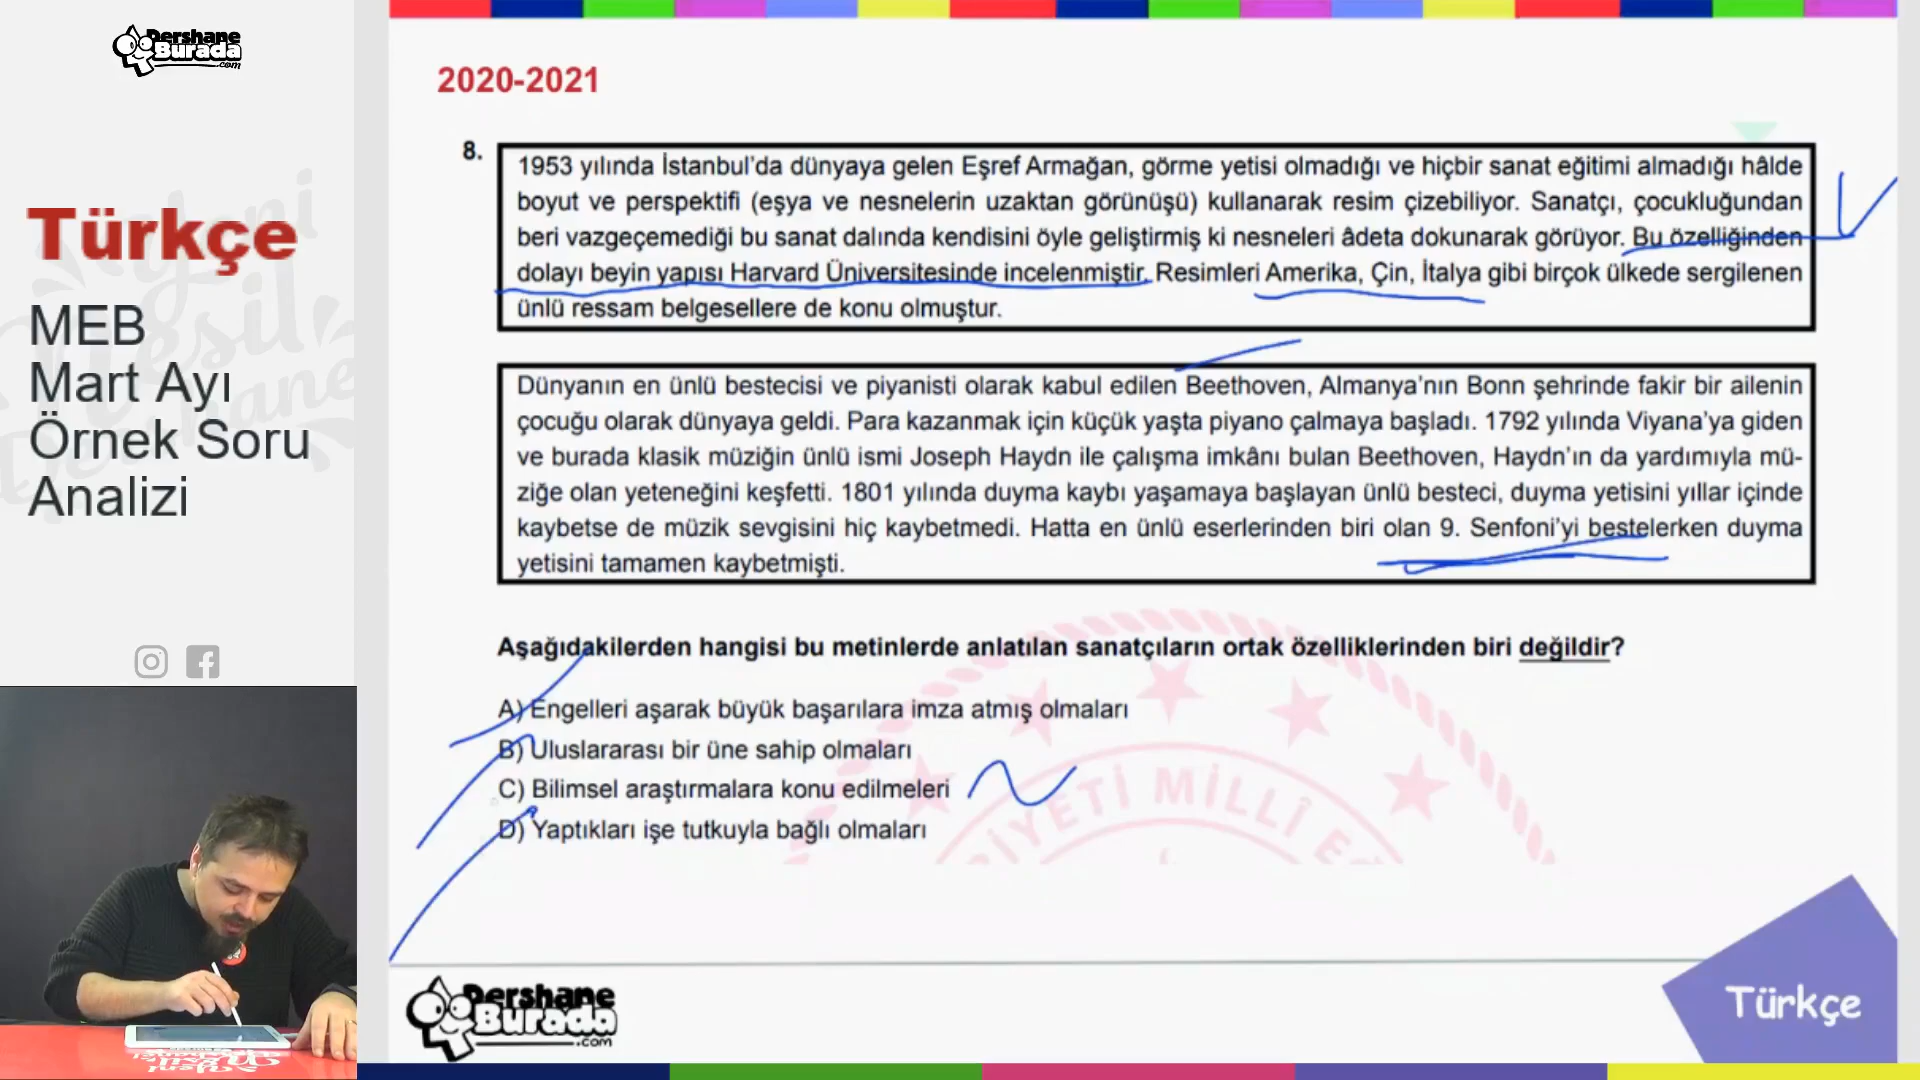 Dershane
Burada
.com
Türkçe
MEB
Mart Ayı
Örnek Soru
Analizi
2020-2021
8.
1953 yılında İstanbul'da dünyaya gelen Eşref Armağan, görme yetisi olmadığı ve hiçbir sanat eğitimi almadığı hâlde
boyut ve perspektifi (eşya ve nesnelerin uzaktan görünüşü) kullanarak resim çizebiliyor. Sanatçı, çocukluğundan
beri vazgeçemediği bu sanat dalında kendisini öyle geliştirmiş ki nesneleri âdeta dokunarak görüyor. Bu özelliğinden
dolayı beyin yapısı Harvard Üniversitesinde incelenmiştir. Resimleri Amerika, Çin, İtalya gibi birçok ülkede sergilenen
ünlü ressam belgesellere de konu olmuştur.
Dünyanın en ünlü bestecisi ve piyanisti olarak kabul edilen Beethoven, Almanya'nın Bonn şehrinde fakir bir ailenin
çocuğu olarak dünyaya geldi. Para kazanmak için küçük yaşta piyano çalmaya başladı. 1792 yılında Viyana'ya giden
ve burada klasik müziğin ünlü ismi Joseph Haydn ile çalışma imkânı bulan Beethoven, Haydn'ın da yardımıyla mü-
ziğe olan yeteneğini keşfetti. 1801 yılında duyma kaybı yaşamaya başlayan ünlü besteci, duyma yetisini yıllar içinde
kaybetse de müzik sevgisini hiç kaybetmedi. Hatta en ünlü eserlerinden biri olan 9. Senfoni'yi bestelerken duyma
yetisini tamamen kaybetmişti.
Aşağıdakilerden hangisi bu metinlerde anlatılan sanatçıların ortak özelliklerinden biri değildir?
A) Engelleri aşarak büyük başarılara imza atmış olmaları
B) Uluslararası bir üne sahip olmaları
C) Bilimsel araştırmalara konu edilmeleri
D) Yaptıkları işe tutkuyla bağlı olmaları
RİYETİ MİLLÎ E
Dershane
Burada
.com
Türkçe